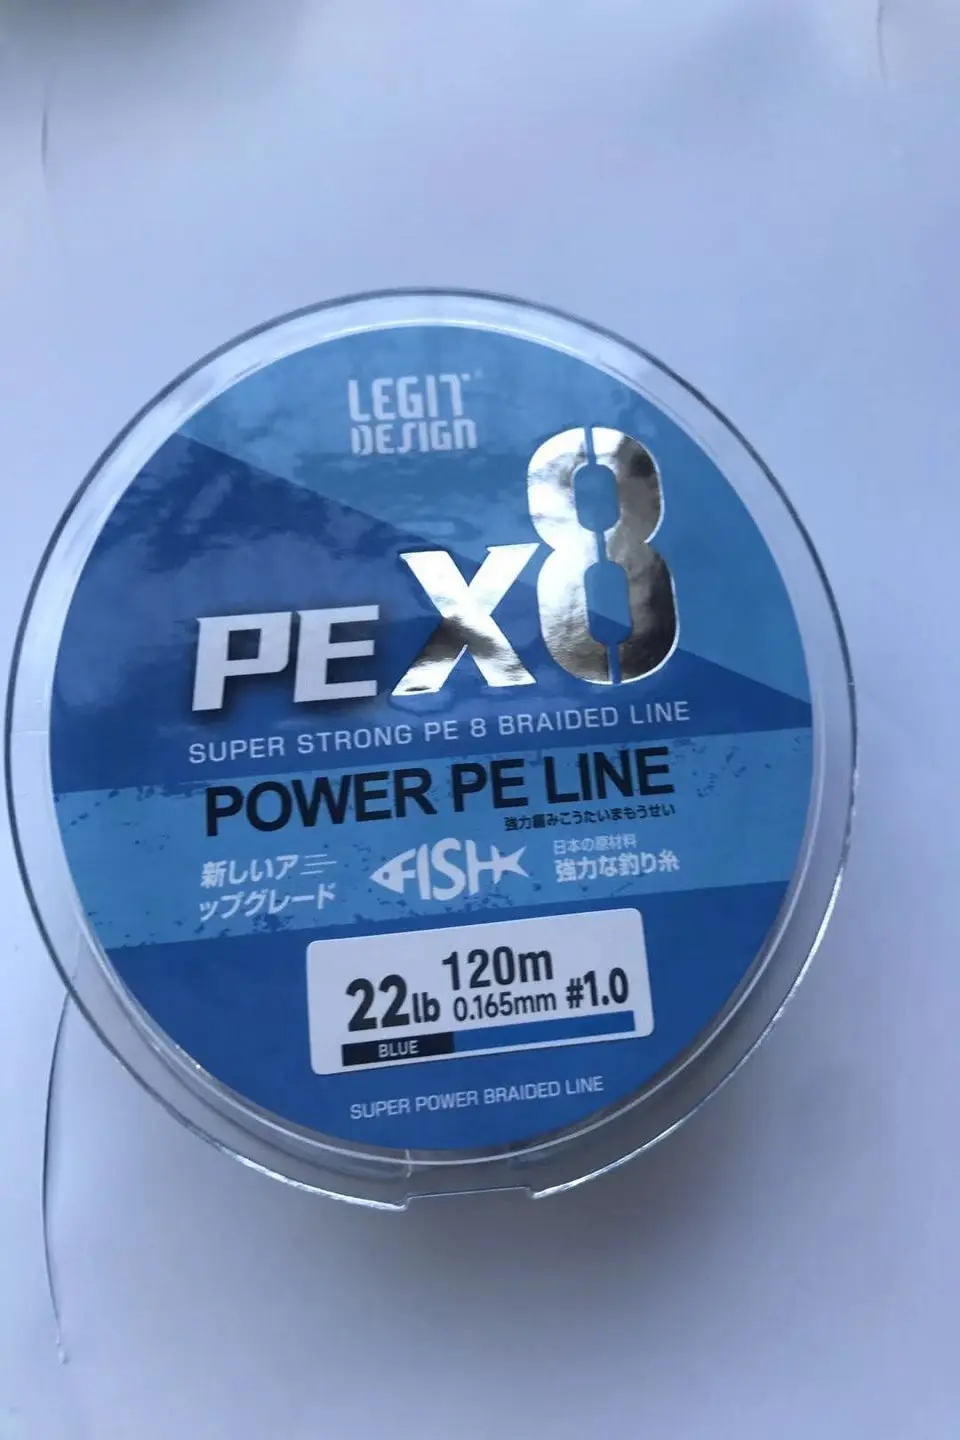 LEGIT
DESIGN
PE X8
SUPER STRONG PE 8 BRAIDED LINE
POWER PE LINE
強力編みこうたいまもうせい
新しいアニ
ップグレード
FISH
日本の原材料
強力な釣り糸
22lb
120m
0.165mm
#1.0
BLUE
SUPER POWER BRAIDED LINE